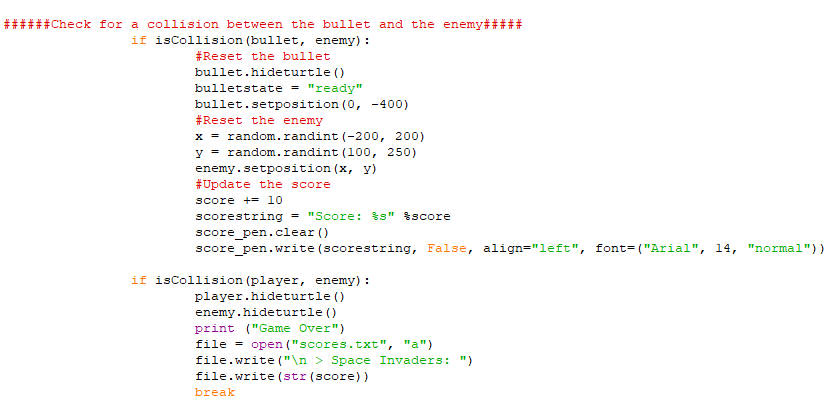 ######Check for a collision between the bullet and the enemy#####
if isCollision(bullet, enemy):
#Reset the bullet
bullet.hideturtle()
bulletstate = "ready"
bullet.setposition(0, -400)
#Reset the enemy
x = random.randint(-200, 200)
y = random.randint(100, 250)
enemy.setposition(x, y)
#Update the score
score += 10
scorestring = "Score: %s" %score
score_pen.clear()
score_pen.write(scorestring, False, align="left", font=("Arial", 14, "normal"))
if isCollision(player, enemy):
player.hideturtle()
enemy.hideturtle()
print ("Game Over")
file = open("scores.txt", "a")
file.write("\n > Space Invaders: ")
file.write(str(score))
break